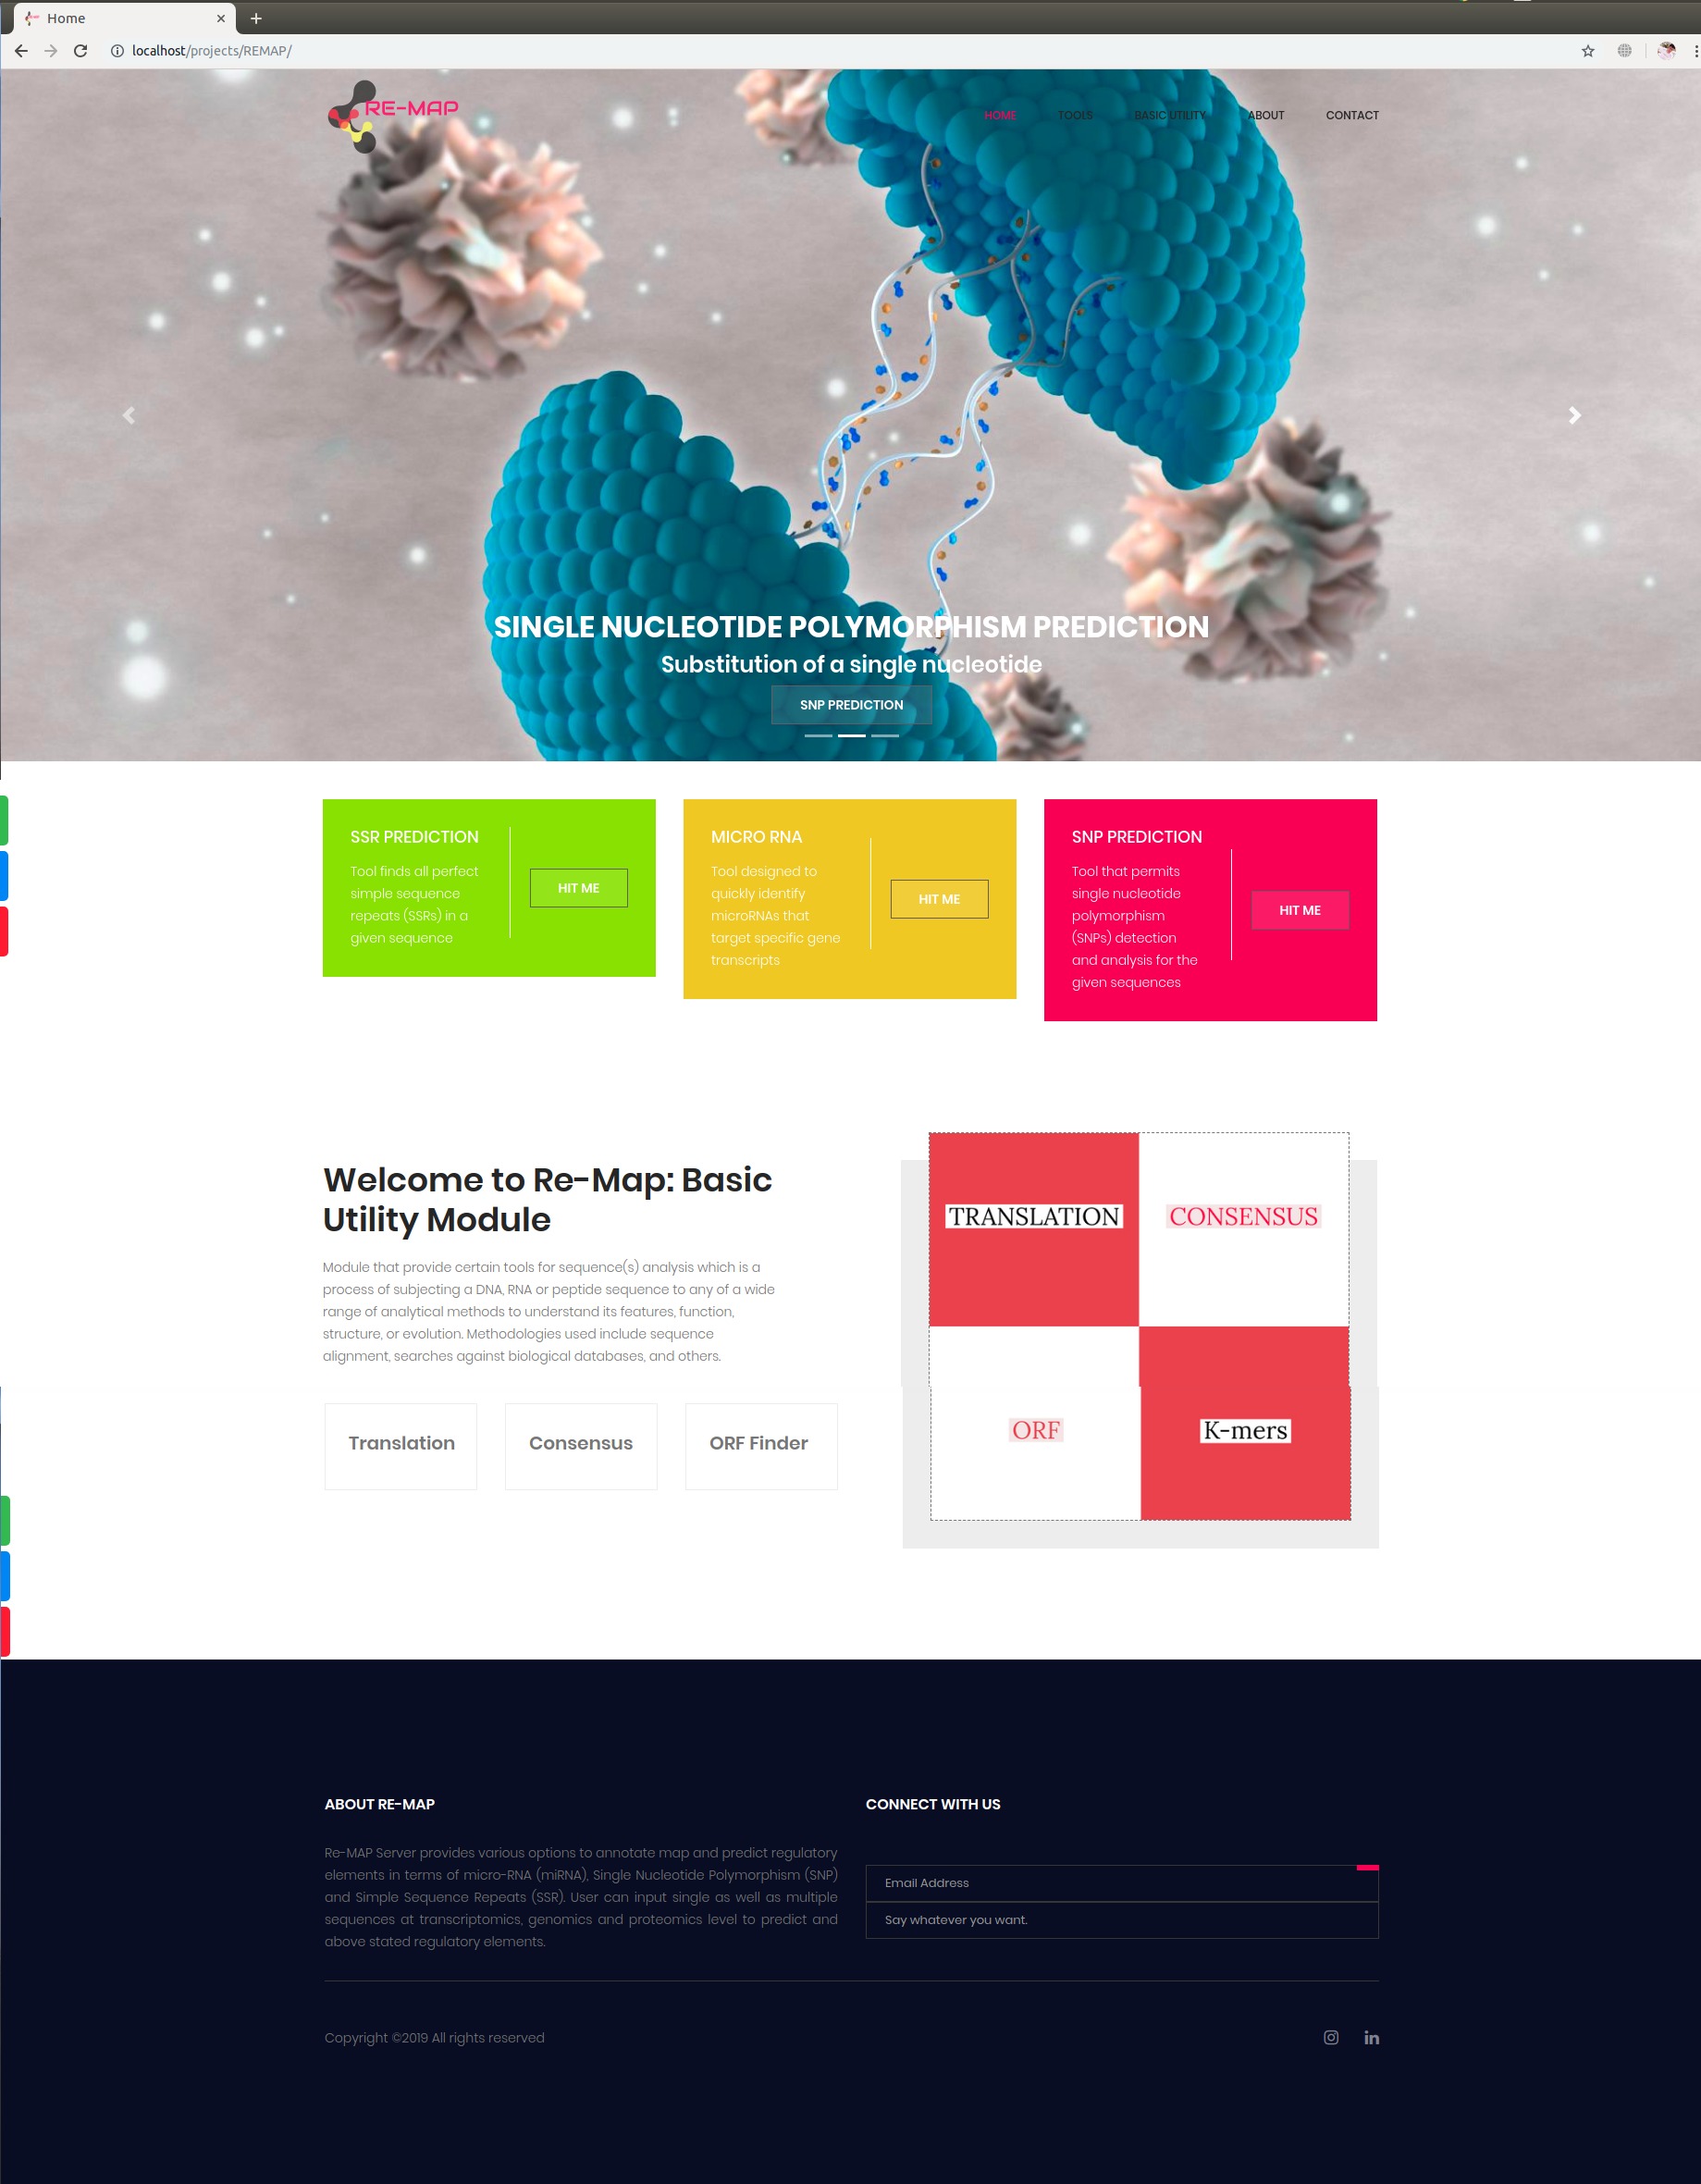 Home
localhost/projects/REMAP/
RE-MAP
HOME TOOLS BASIC UTILITY ABOUT CONTACT
SINGLE NUCLEOTIDE POLYMORPHISM PREDICTION
Substitution of a single nucleotide
SNP PREDICTION
SSR PREDICTION
Tool finds all perfect
simple sequence
repeats (SSRs) in a
given sequence
HIT ME
MICRO RNA
Tool designed to
quickly identify
microRNAs that
target specific gene
transcripts
HIT ME
SNP PREDICTION
Tool that permits
single nucleotide
polymorphism
(SNPs) detection
and analysis for the
given sequences
HIT ME
Welcome to Re-Map: Basic
Utility Module
Module that provide certain tools for sequence(s) analysis which is a
process of subjecting a DNA, RNA or peptide sequence to any of a wide
range of analytical methods to understand its features, function,
structure, or evolution. Methodologies used include sequence
alignment, searches against biological databases, and others.
Translation
Consensus
ORF Finder
TRANSLATION
CONSENSUS
ORF
K-mers
ABOUT RE-MAP
Re-MAP Server provides various options to annotate map and predict regulatory
elements in terms of micro-RNA (miRNA), Single Nucleotide Polymorphism (SNP)
and Simple Sequence Repeats (SSR). User can input single as well as multiple
sequences at transcriptomics, genomics and proteomics level to predict and
above stated regulatory elements.
CONNECT WITH US
Email Address
Say whatever you want.
Copyright ©2019 All rights reserved